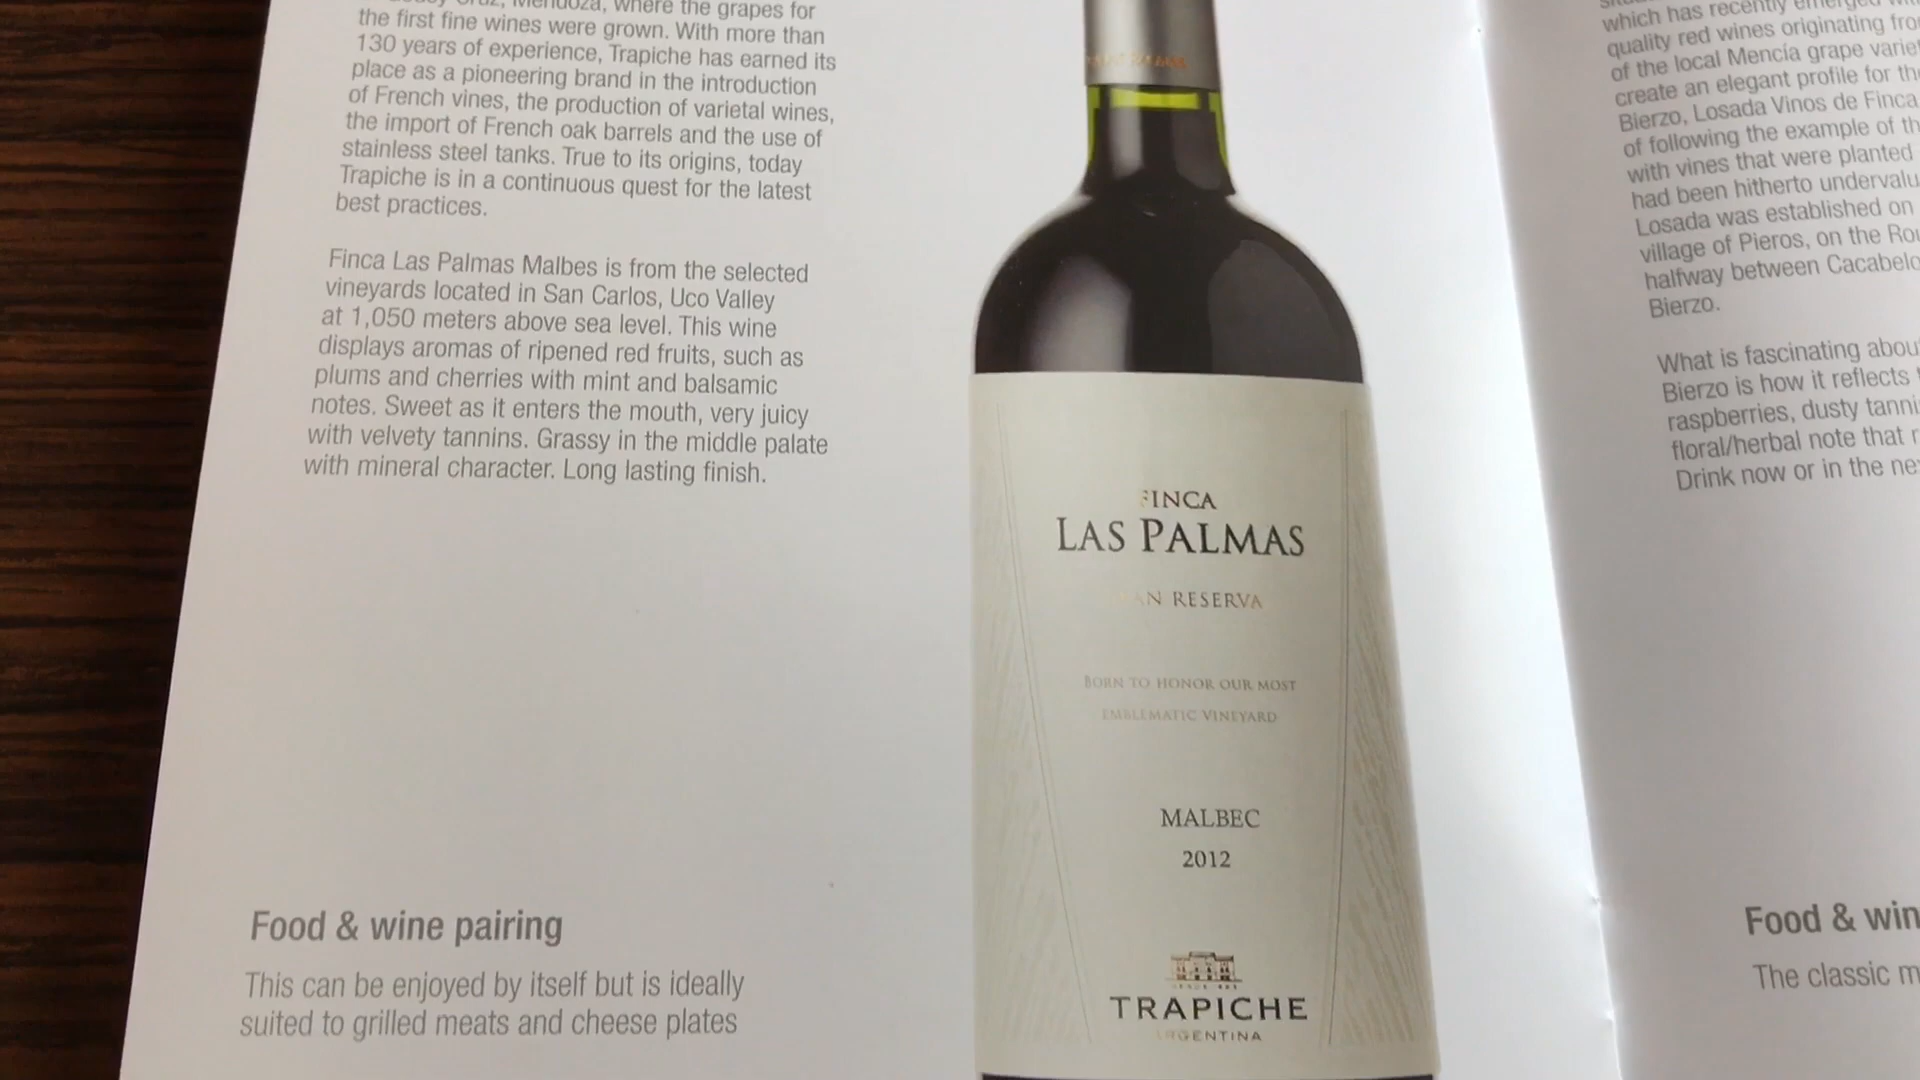 Mendoza, where the grapes for
the first fine wines were grown. With more than
130 years of experience, Trapiche has earned its
place as a pioneering brand in the introduction
of French vines, the production of varietal wines,
the import of French oak barrels and the use of
stainless steel tanks. True to its origins, today
Trapiche is in a continuous quest for the latest
best practices.
Finca Las Palmas Malbes is from the selected
vineyards located in San Carlos, Uco Valley
at 1,050 meters above sea level. This wine
displays aromas of ripened red fruits, such as
plums and cherries with mint and balsamic
notes. Sweet as it enters the mouth, very juicy
with velvety tannins. Grassy in the middle palate
with mineral character. Long lasting finish.
Food & wine pairing
This can be enjoyed by itself but is ideally
suited to grilled meats and cheese plates
FINCA
LAS PALMAS
RESERVA
BORN TO HONOR OUR MOST
EMBLEMATIC VINEYARD
MALBEC
2012
TRAPICHE
ARGENTINA
which has recently emerged
quality red wines originating
of the local Mencía grape
create an elegant profile for
Bierzo, Losada Vinos de Finca
of following the example of
with vines that were planted
had been hitherto
Losada was established on
village of Pieros, on the
halfway between
Bierzo.
What is fascinating
Bierzo is how it reflects
raspberries, dusty
floral/herbal note that
Drink now or in the
Food &
The classic